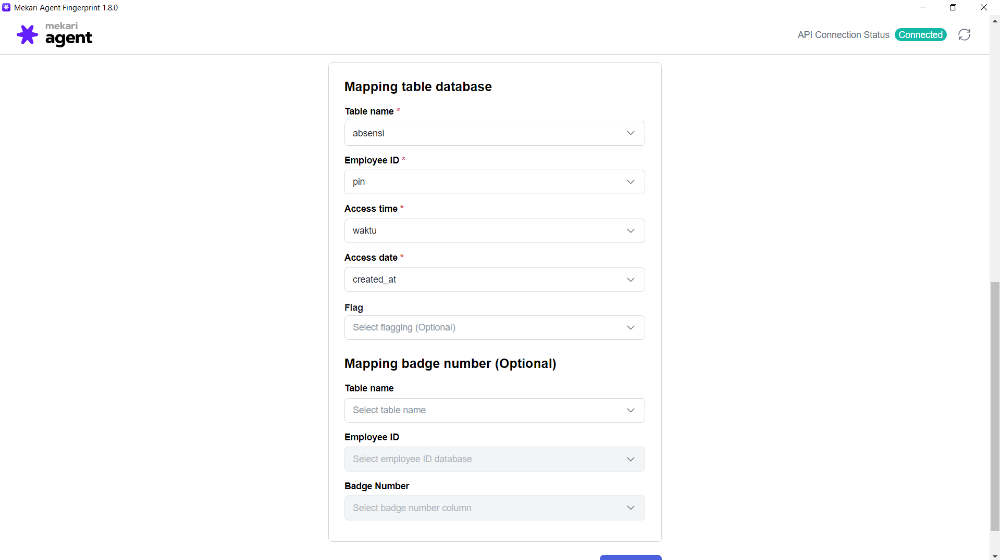 Mekari Agent Fingerprint 1.8.0
mekari
agent
API Connection Status Connected
Mapping table database
Table name *
absensi
Employee ID *
pin
Access time *
waktu
Access date *
created_at
Flag
Select flagging (Optional)
Mapping badge number (Optional)
Table name
Select table name
Employee ID
Select employee ID database
Badge Number
Select badge number column